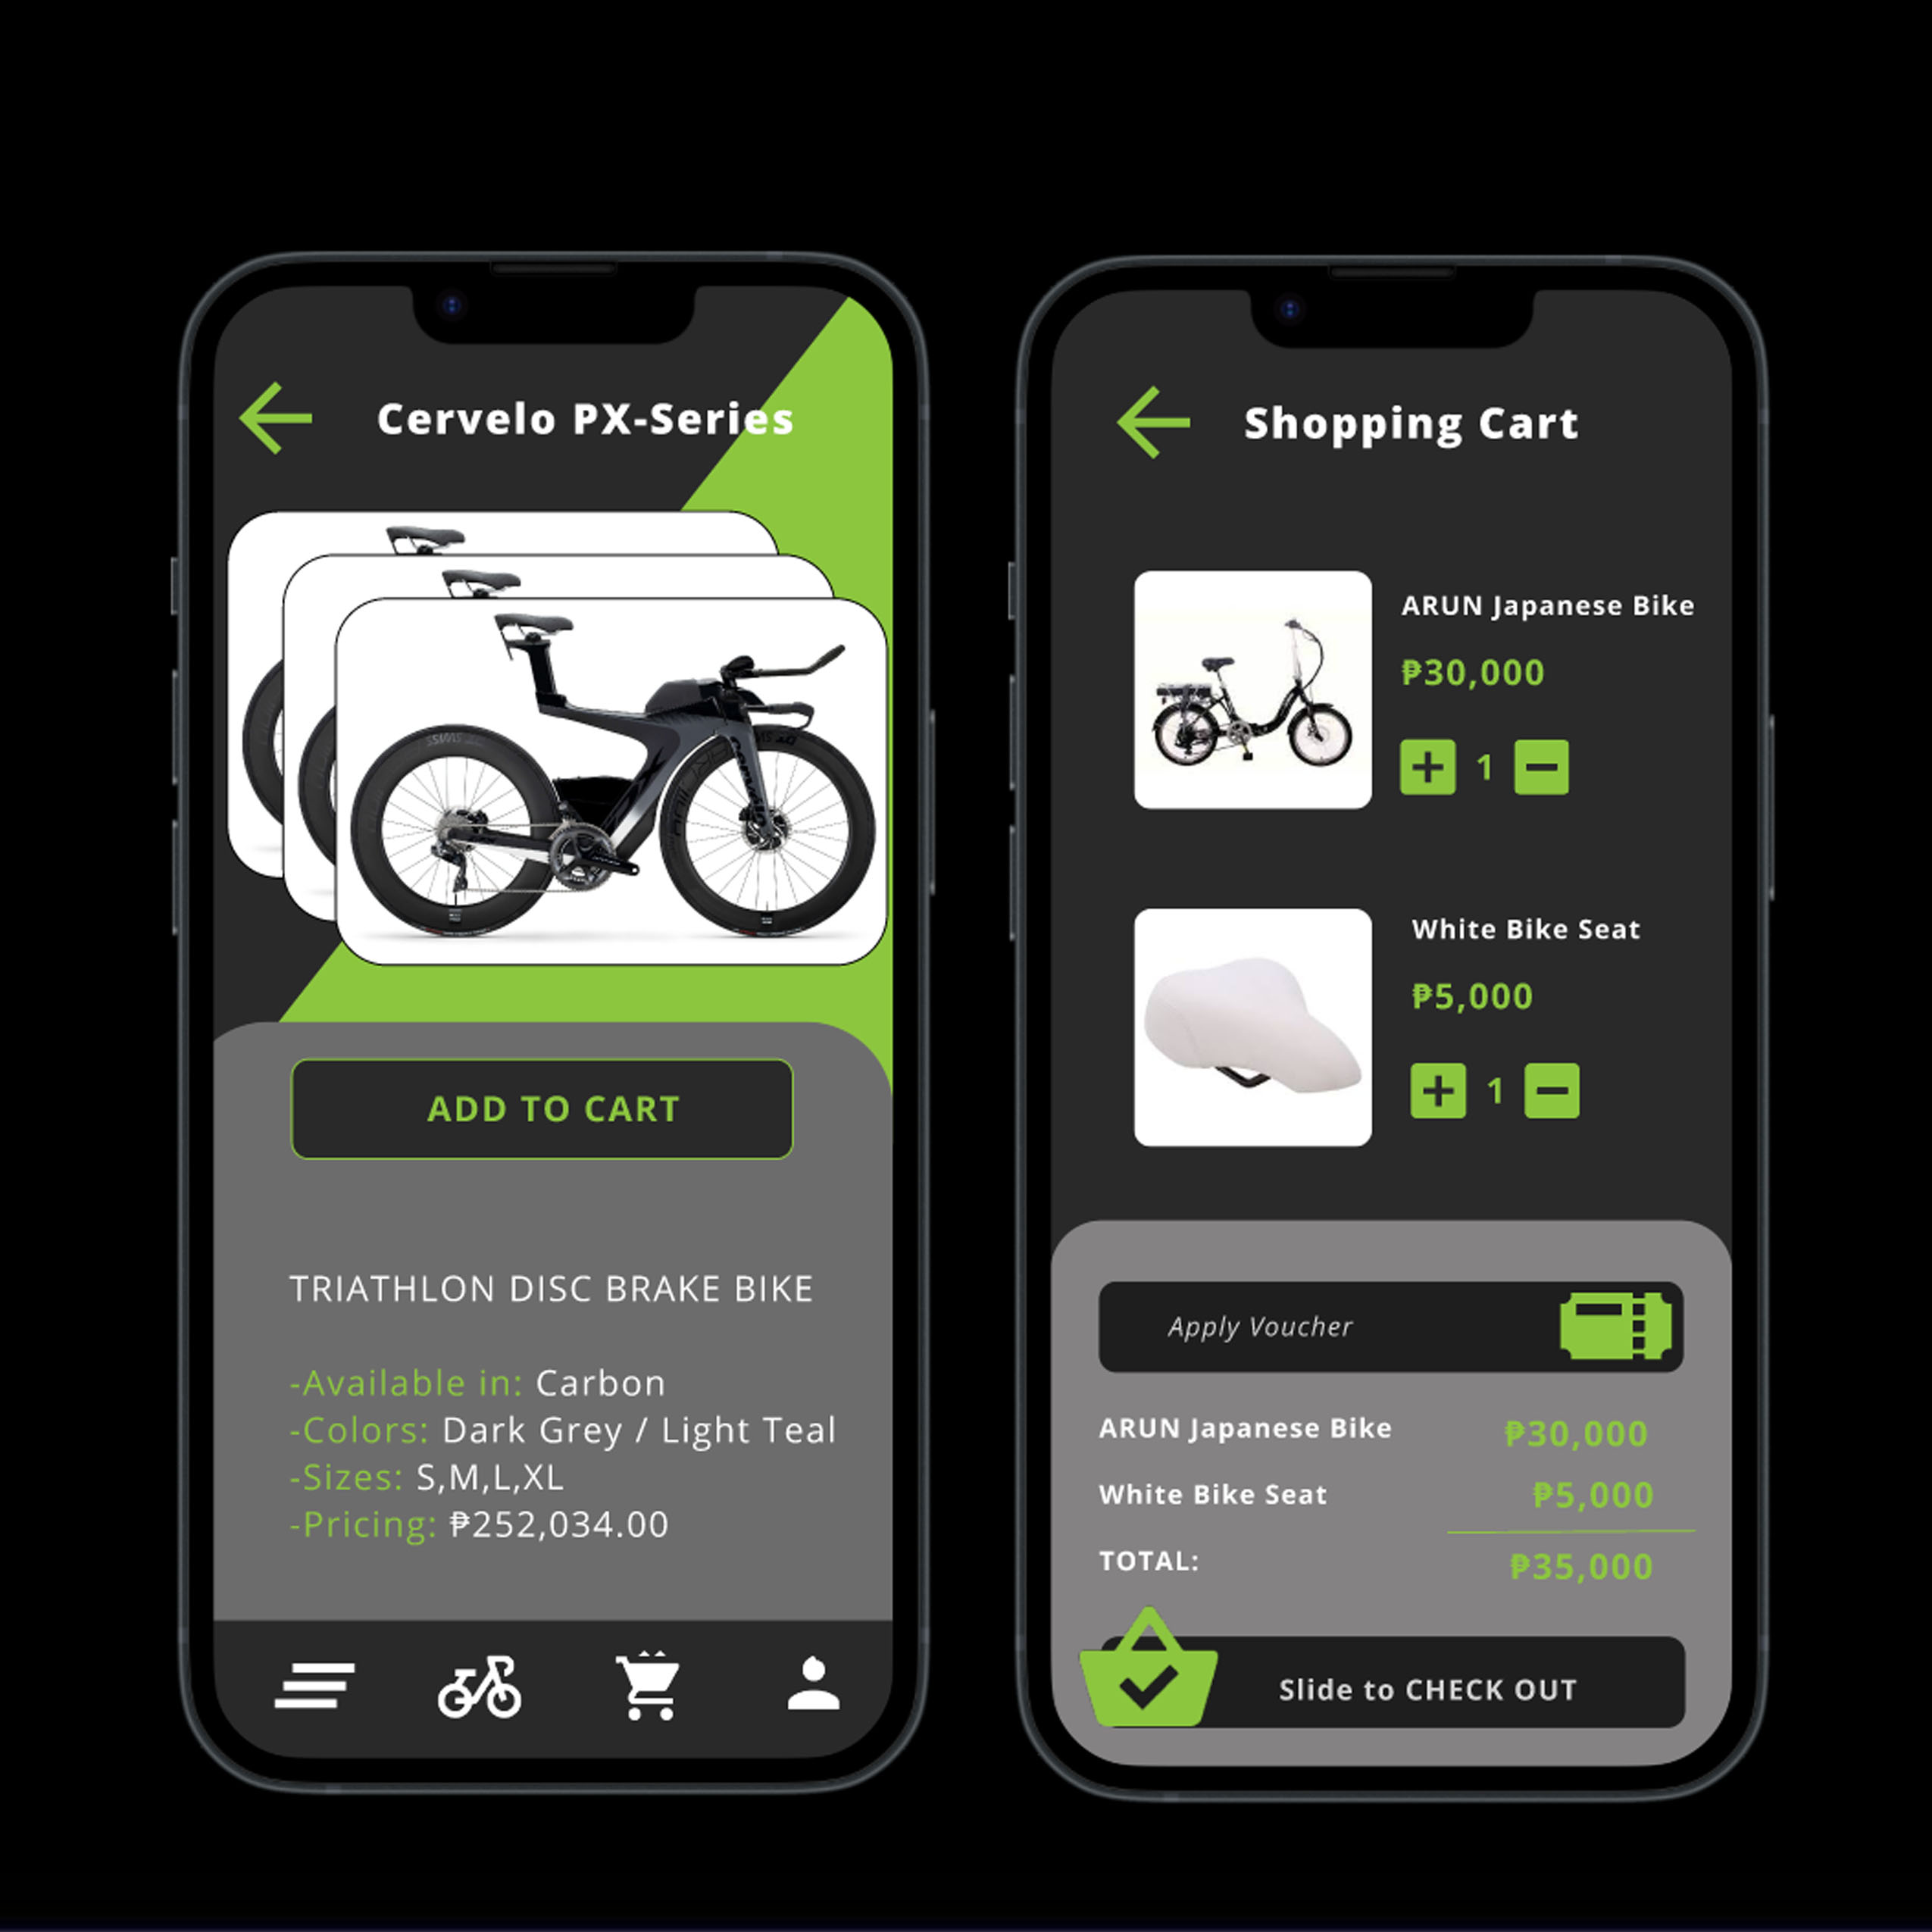 Cervelo PX-Series
ADD TO CART
TRIATHLON DISC BRAKE BIKE
-Available in: Carbon
-Colors: Dark Grey / Light Teal
-Sizes: S,M,L,XL
-Pricing: ₱252,034.00
Shopping Cart
ARUN Japanese Bike
₱30,000
+ 1 −
White Bike Seat
₱5,000
+ 1 −
Apply Voucher
ARUN Japanese Bike ₱30,000
White Bike Seat ₱5,000
TOTAL: ₱35,000
Slide to CHECK OUT